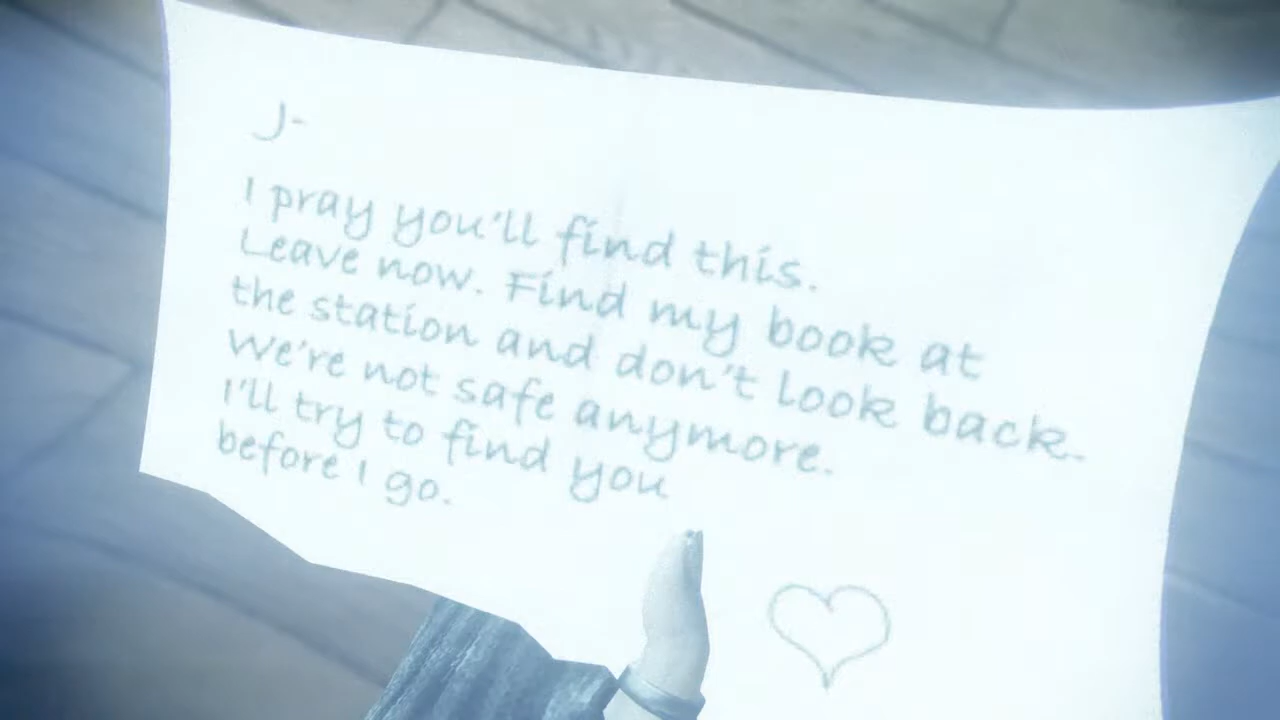 J-
I pray you'll find this.
Leave now. Find my book at
the station and don't look back.
We're not safe anymore.
I'll try to find you
before I go.